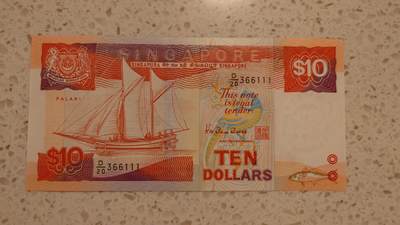 SINGAPORE
$10
D/20 366111
PALARI
This note
is legal
tender
$10
D/20 366111
TEN
DOLLARS